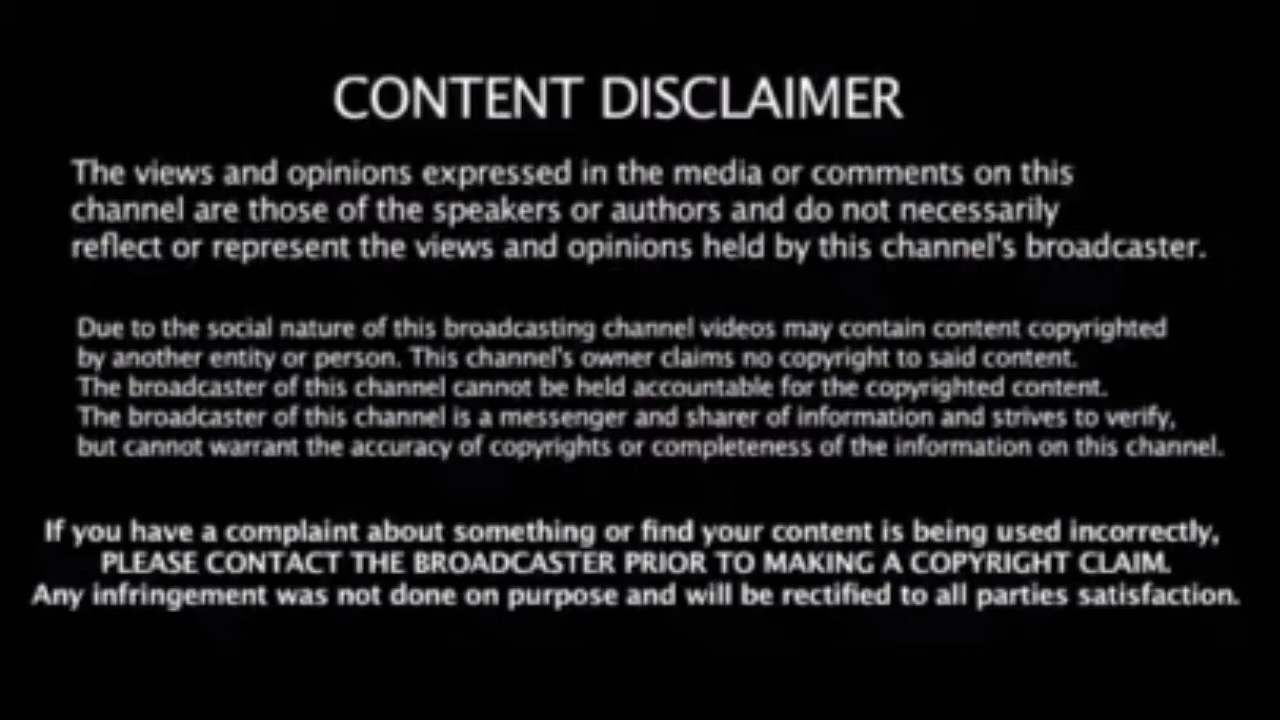 CONTENT DISCLAIMER
The views and opinions expressed in the media or comments on this
channel are those of the speakers or authors and do not necessarily
reflect or represent the views and opinions held by this channel's broadcaster.
Due to the social nature of this broadcasting channel videos may contain content copyrighted
by another entity or person. This channel's owner claims no copyright to said content.
The broadcaster of this channel cannot be held accountable for the copyrighted content.
The broadcaster of this channel is a messenger and sharer of information and strives to verify,
but cannot warrant the accuracy of copyrights or completeness of the information on this channel.
If you have a complaint about something or find your content is being used incorrectly,
PLEASE CONTACT THE BROADCASTER PRIOR TO MAKING A COPYRIGHT CLAIM.
Any infringement was not done on purpose and will be rectified to all parties satisfaction.